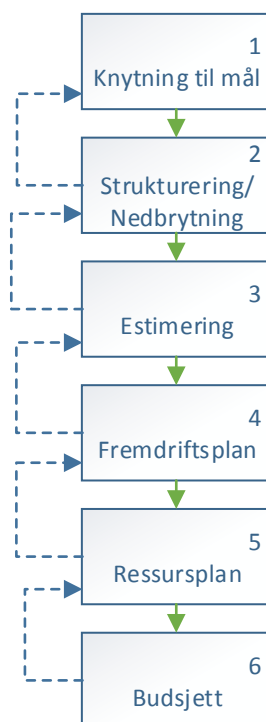 1
Knytning til mål
2
Strukturering/
Nedbrytning
3
Estimering
4
Fremdriftsplan
5
Ressursplan
6
Budsjett